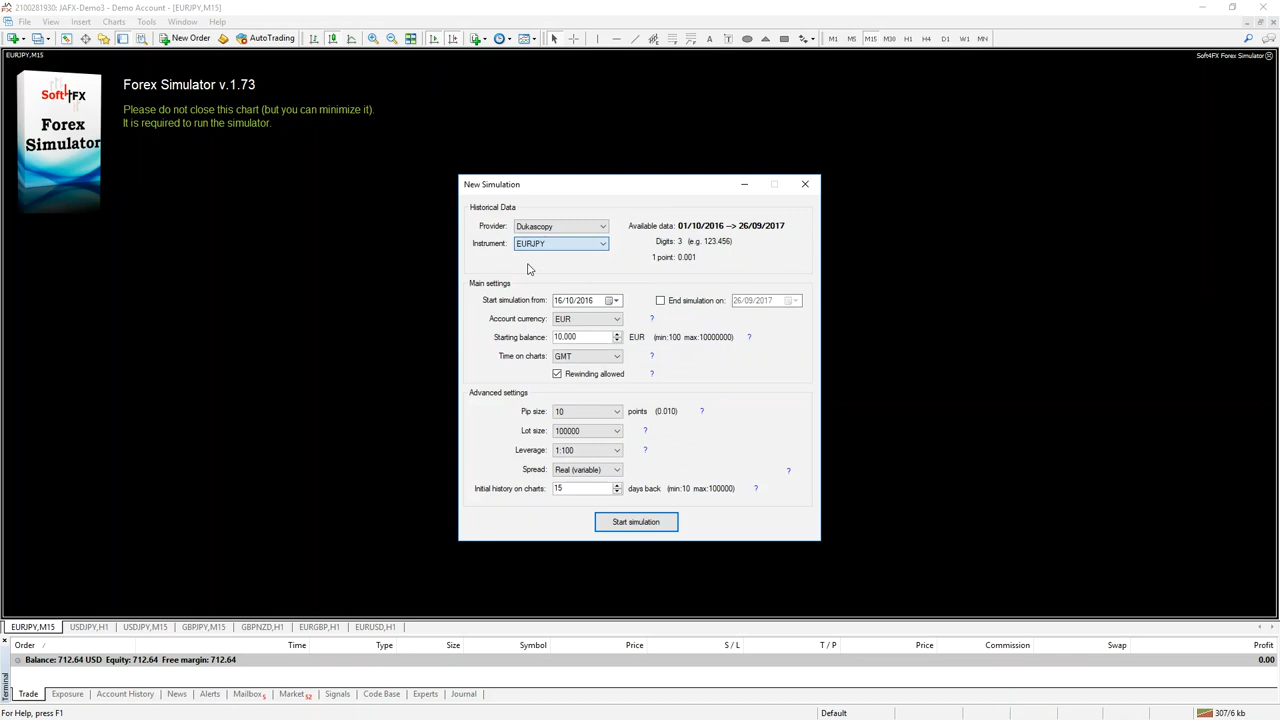 2100281930: JAFX-Demo3 - Demo Account - [EURJPY,M15]
File View Insert Charts Tools Window Help
New Order AutoTrading M1 M5 M15 M30 H1 H4 D1 W1 MN
EURJPY,M15
Soft4FX Forex Simulator
Soft4FX
Forex
Simulator
Forex Simulator v.1.73
Please do not close this chart (but you can minimize it).
It is required to run the simulator.
New Simulation
Historical Data
Provider: Dukascopy Available data: 01/10/2016 --> 26/09/2017
Instrument: EURJPY Digits: 3 (e.g. 123.456)
1 point: 0.001
Main settings
Start simulation from: 16/10/2016 End simulation on: 26/09/2017
Account currency: EUR ?
Starting balance: 10,000 EUR (min:100 max:10000000) ?
Time on charts: GMT ?
Rewinding allowed ?
Advanced settings
Pip size: 10 points (0.010) ?
Lot size: 100000 ?
Leverage: 1:100 ?
Spread: Real (variable) ?
Initial history on charts: 15 days back (min:10 max:100000) ?
Start simulation
EURJPY,M15 USDJPY,H1 USDJPY,M15 GBPJPY,M15 GBPNZD,H1 EURGBP,H1 EURUSD,H1
Order / Time Type Size Symbol Price S / L T / P Price Commission Swap Profit
Balance: 712.64 USD Equity: 712.64 Free margin: 712.64 0.00
Terminal
Trade Exposure Account History News Alerts Mailbox 5 Market 52 Signals Code Base Experts Journal
For Help, press F1 Default 307/6 kb